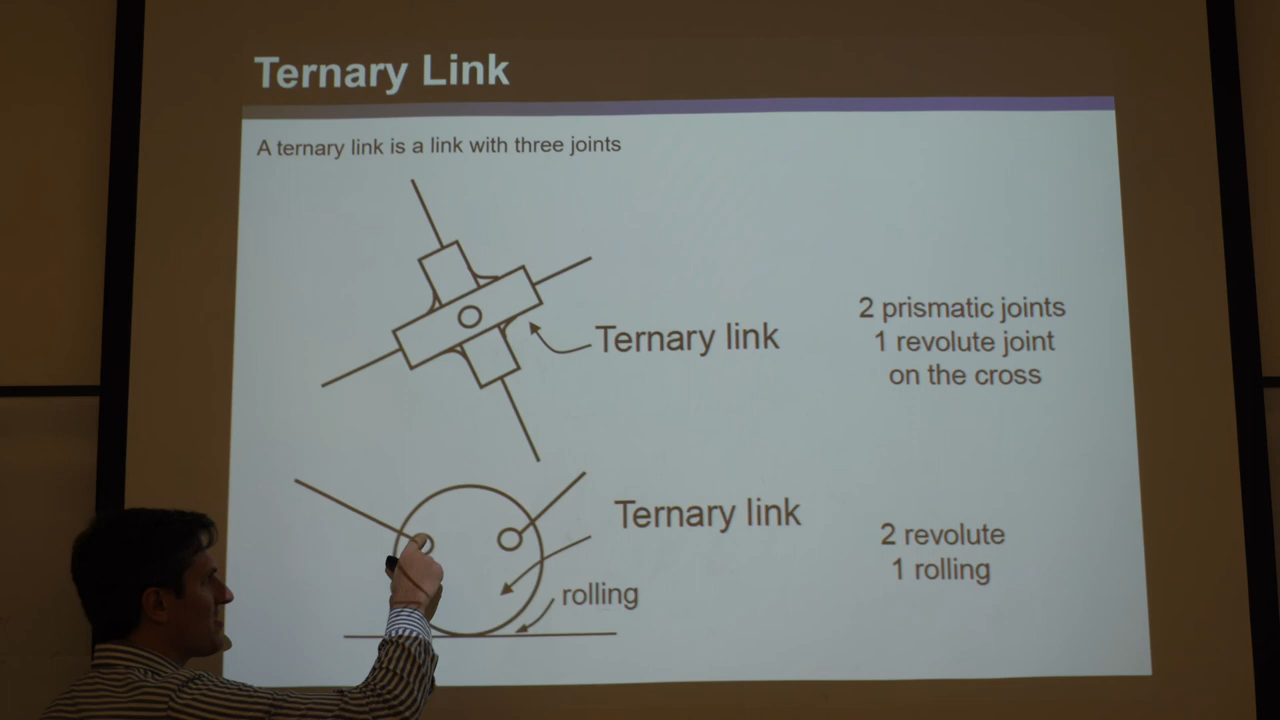 Ternary Link
A ternary link is a link with three joints
Ternary link
2 prismatic joints
1 revolute joint
on the cross
Ternary link
rolling
2 revolute
1 rolling